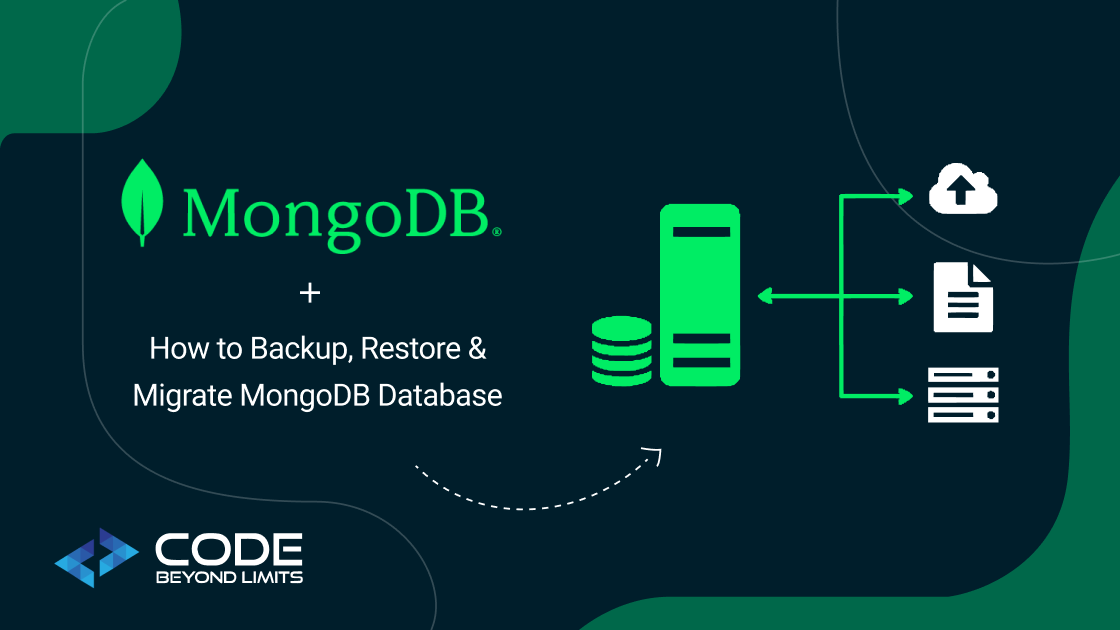 MongoDB®
+
How to Backup, Restore &
Migrate MongoDB Database
CODE
BEYOND LIMITS